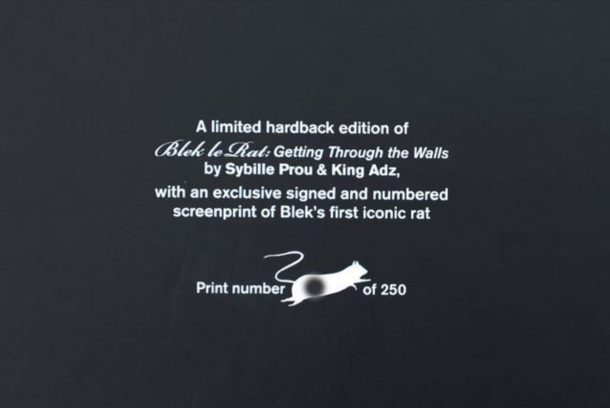 A limited hardback edition of
Blek le Rat: Getting Through the Walls
by Sybille Prou & King Adz,
with an exclusive signed and numbered
screenprint of Blek's first iconic rat
Print number of 250